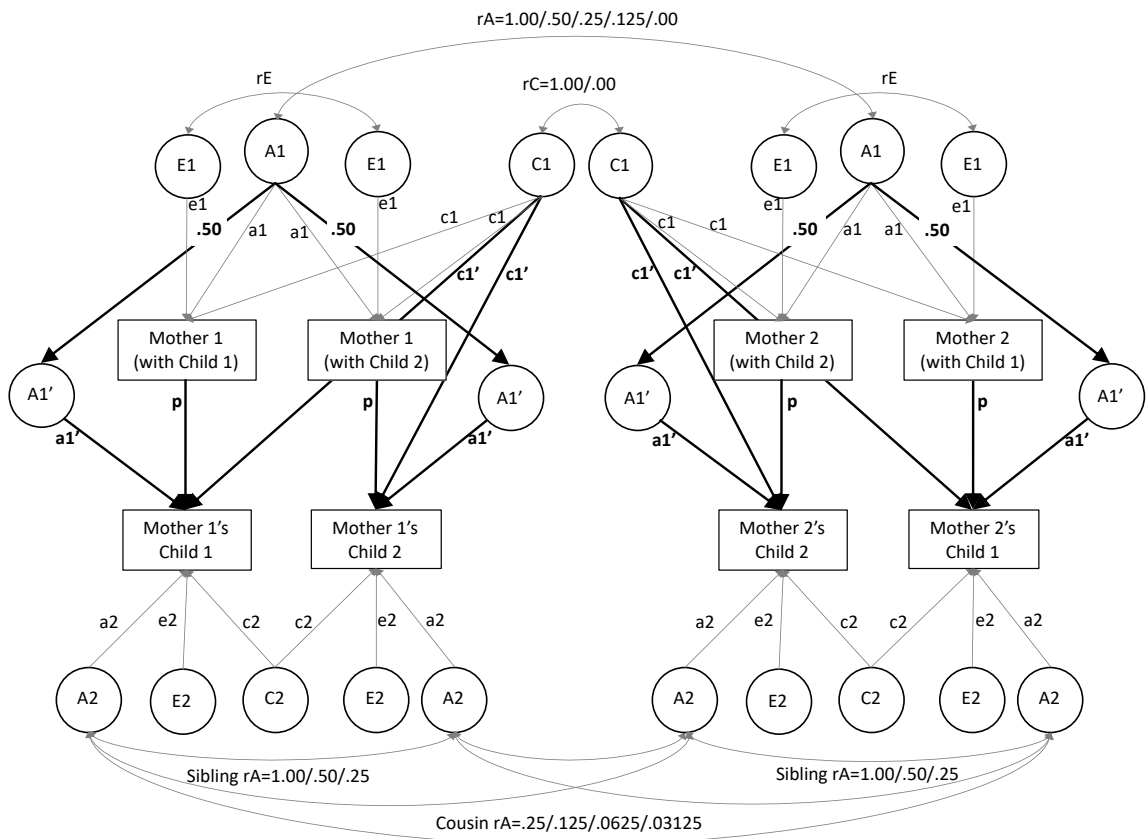 rA=1.00/.50/.25/.125/.00
rE
rC=1.00/.00
rE
E1
A1
E1
C1
C1
E1
A1
E1
e1
e1
c1
c1
c1
c1
e1
e1
.50
a1
a1
.50
.50
a1
a1
.50
c1’
c1’
c1’
c1’
Mother 1
(with Child 1)
Mother 1
(with Child 2)
Mother 2
(with Child 2)
Mother 2
(with Child 1)
A1’
p
p
A1’
A1’
p
p
A1’
a1’
a1’
a1’
a1’
Mother 1’s
Child 1
Mother 1’s
Child 2
Mother 2’s
Child 2
Mother 2’s
Child 1
a2
e2
c2
c2
e2
a2
a2
e2
c2
c2
e2
a2
A2
E2
C2
E2
A2
A2
E2
C2
E2
A2
Sibling rA=1.00/.50/.25
Sibling rA=1.00/.50/.25
Cousin rA=.25/.125/.0625/.03125